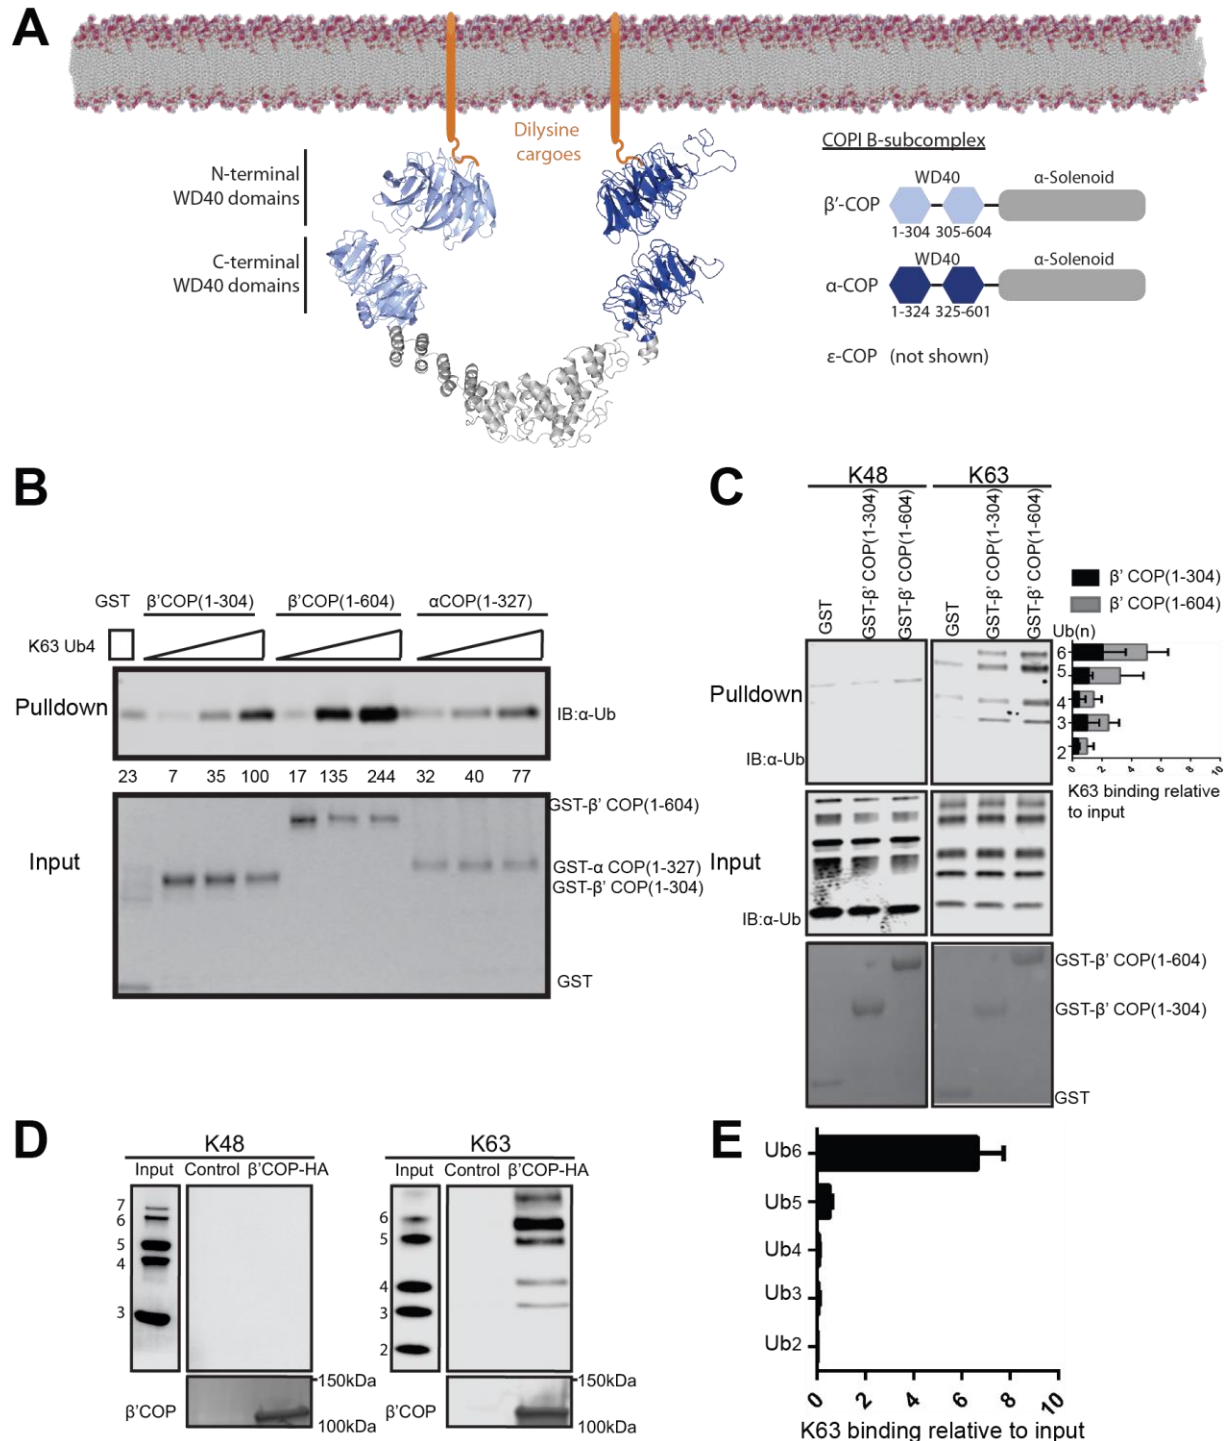 A
N-terminal
WD40 domains
C-terminal
WD40 domains
Dilysine
cargoes
COPI B-subcomplex
WD40
α-Solenoid
β'-COP
1-304 305-604
WD40
α-Solenoid
α-COP
1-324 325-601
ε-COP (not shown)
B
GST β'COP(1-304) β'COP(1-604) αCOP(1-327)
K63 Ub4
Pulldown
IB:α-Ub
23 7 35 100 17 135 244 32 40 77
Input
GST-β' COP(1-604)
GST-α COP(1-327)
GST-β' COP(1-304)
GST
C
K48 K63
GST
GST-β' COP(1-304)
GST-β' COP(1-604)
GST
GST-β' COP(1-304)
GST-β' COP(1-604)
β' COP(1-304)
β' COP(1-604)
Ub(n)
6
5
4
3
2
0 2 4 6 8 10
K63 binding relative
to input
Pulldown
IB:α-Ub
Input
IB:α-Ub
GST-β' COP(1-604)
GST-β' COP(1-304)
GST
D
K48
Input Control β'COP-HA
7
6
5
4
3
150kDa
β'COP
100kDa
K63
Input Control β'COP-HA
6
5
4
3
2
150kDa
β'COP
100kDa
E
Ub6
Ub5
Ub4
Ub3
Ub2
0 2 4 6 8 10
K63 binding relative to input